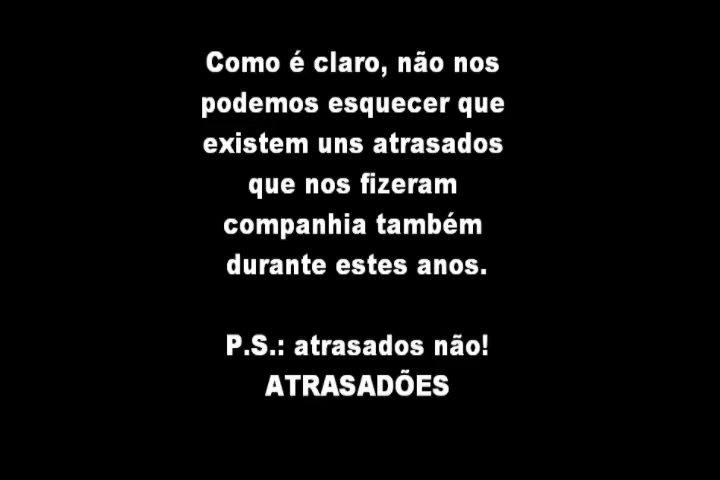 Como é claro, não nos
podemos esquecer que
existem uns atrasados
que nos fizeram
companhia também
durante estes anos.
P.S.: atrasados não!
ATRASADÕES